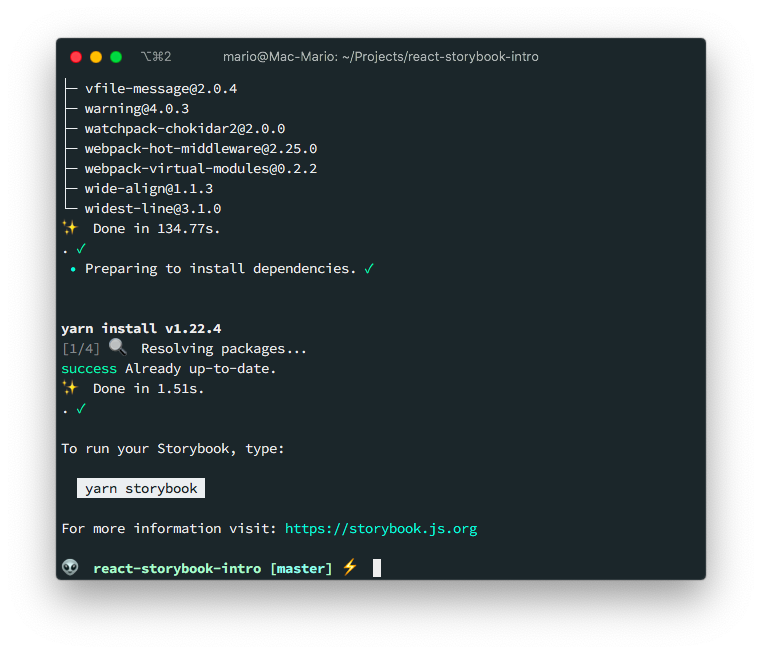 ⌥⌘2 mario@Mac-Mario: ~/Projects/react-storybook-intro
├─ vfile-message@2.0.4
├─ warning@4.0.3
├─ watchpack-chokidar2@2.0.0
├─ webpack-hot-middleware@2.25.0
├─ webpack-virtual-modules@0.2.2
├─ wide-align@1.1.3
└─ widest-line@3.1.0
✨ Done in 134.77s.
. ✓
• Preparing to install dependencies. ✓
yarn install v1.22.4
[1/4] 🔍 Resolving packages...
success Already up-to-date.
✨ Done in 1.51s.
. ✓
To run your Storybook, type:
yarn storybook
For more information visit: https://storybook.js.org
👽 react-storybook-intro [master] ⚡